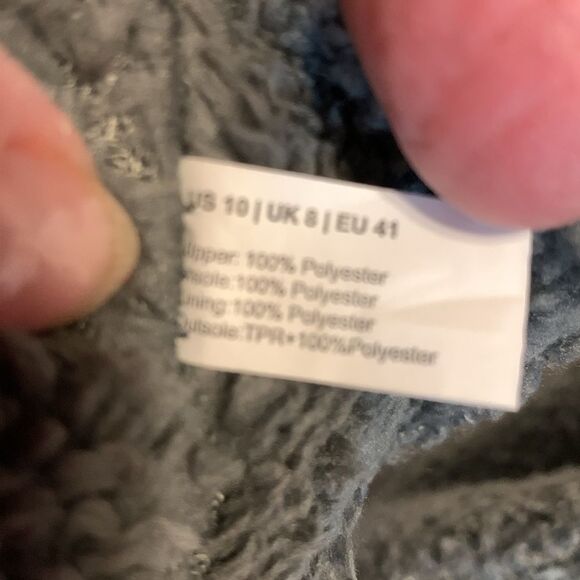 US 10 | UK 8 | EU 41
Upper: 100% Polyester
Insole:100% Polyester
Lining:100% Polyester
Outsole:TPR+100%Polyester